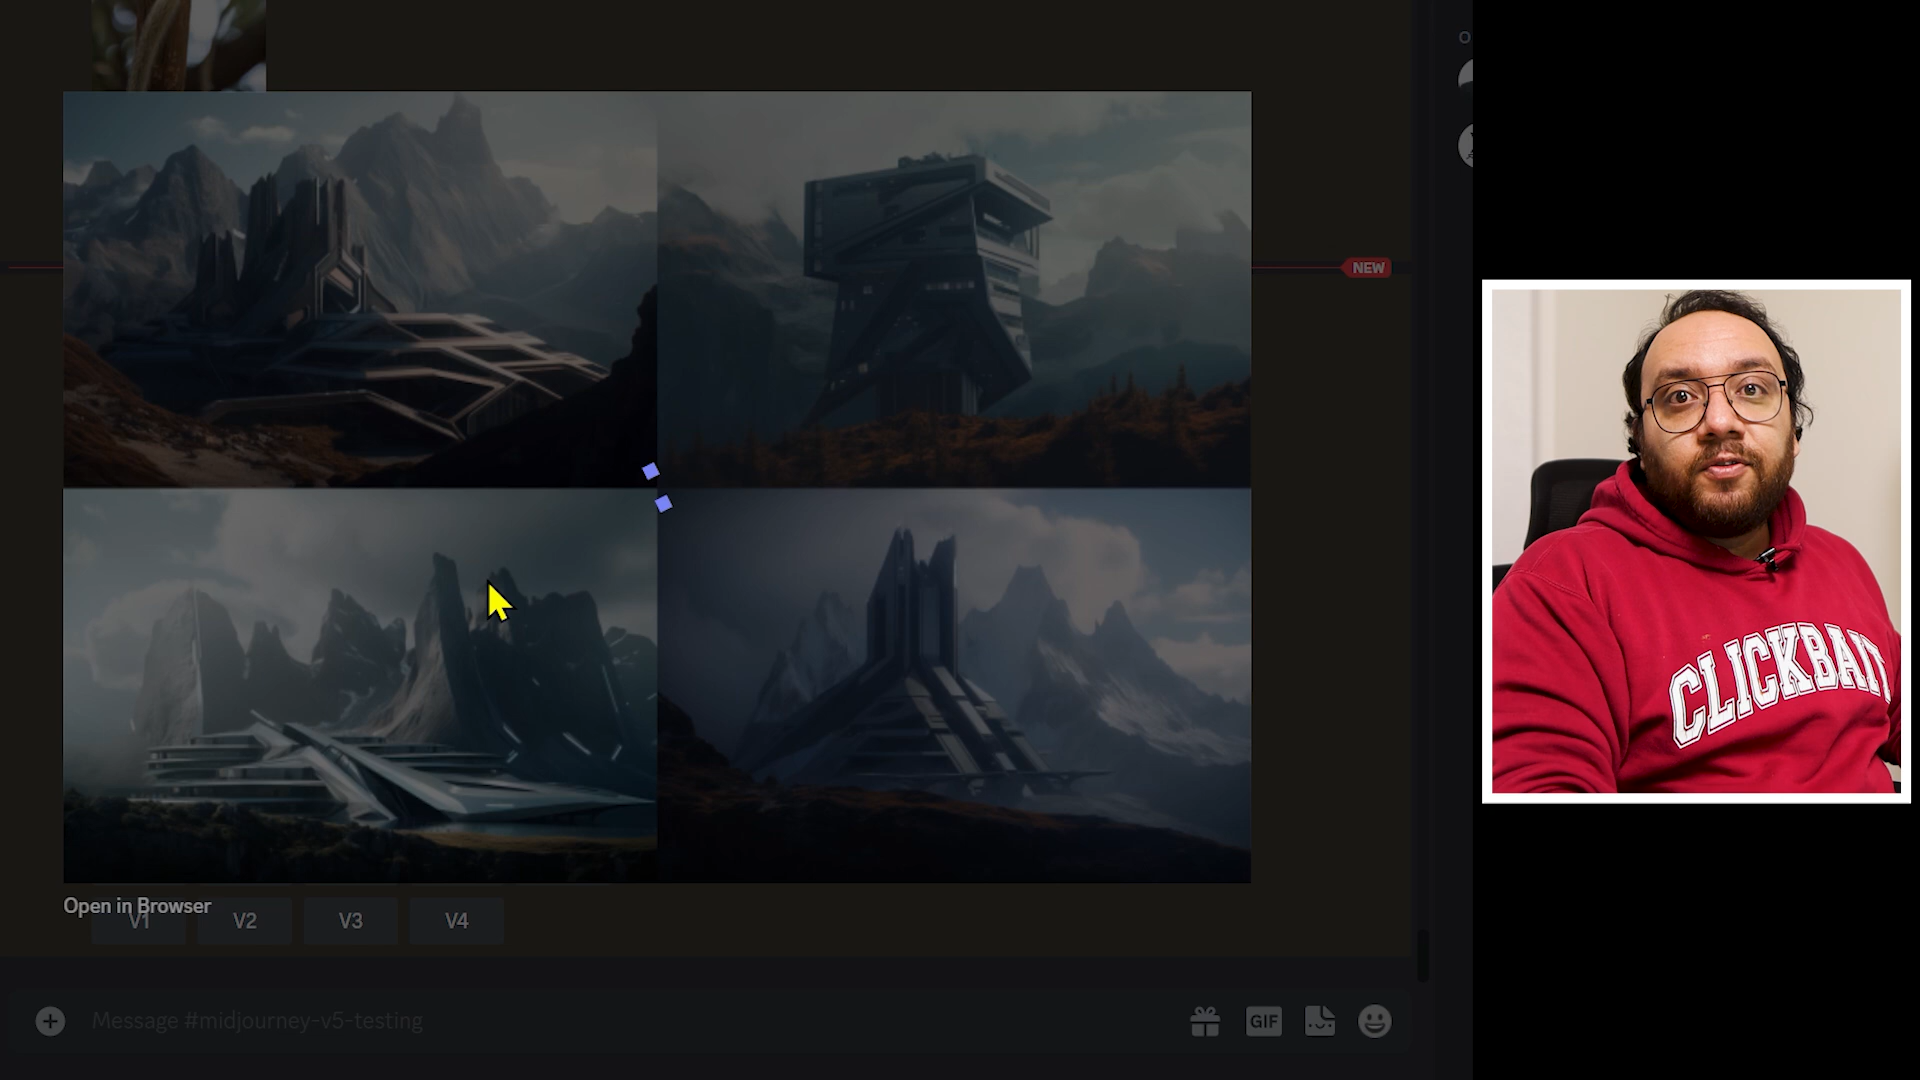 O
NEW
CLICKBAIT
Open in Browser
V1
V2
V3
V4
Message #midjourney-v5-testing
GIF